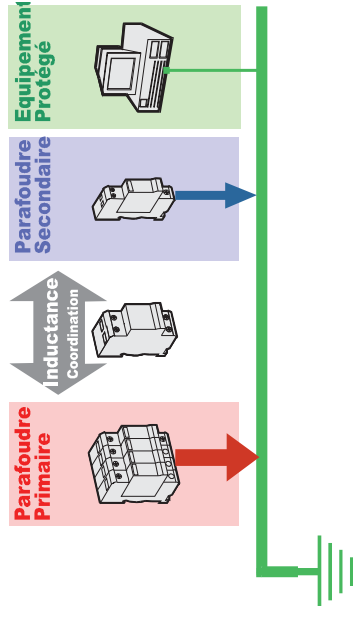 Parafoudre
Primaire
Inductance
Coordination
Parafoudre
Secondaire
Equipement
Protégé